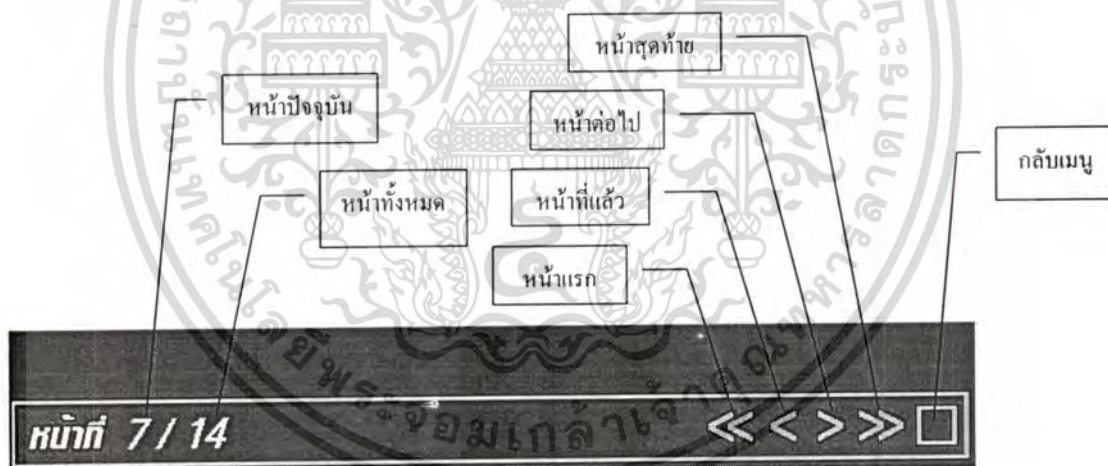 หน้าสุดท้าย
หน้าปัจจุบัน
หน้าต่อไป
กลับเมนู
หน้าทั้งหมด
หน้าที่แล้ว
หน้าแรก
หน้าที่ 7 / 14 << < > >>